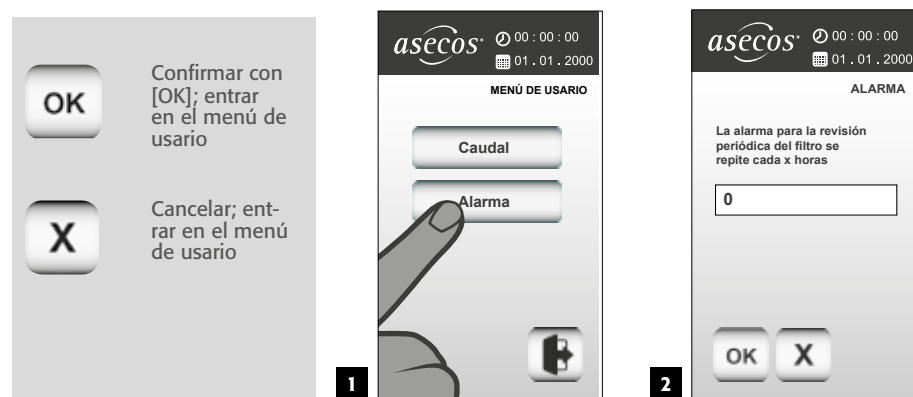 OK
Confirmar con
[OK]; entrar
en el menú de
usario
X
Cancelar; ent-
rar en el menú
de usario
1
asecos
00 : 00 : 00
01 . 01 . 2000
MENÚ DE USARIO
Caudal
Alarma
2
asecos
00 : 00 : 00
01 . 01 . 2000
ALARMA
La alarma para la revisión
periódica del filtro se
repite cada x horas
0
OK X